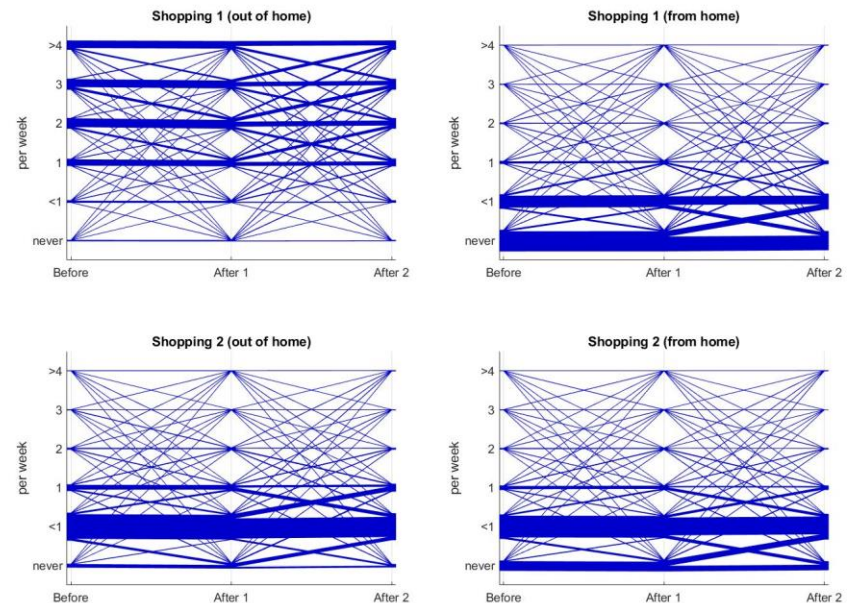 Shopping 1 (out of home)
>4
3
2
1
<1
never
per week
Before
After 1
After 2
Shopping 1 (from home)
>4
3
2
1
<1
never
per week
Before
After 1
After 2
Shopping 2 (out of home)
>4
3
2
1
<1
never
per week
Before
After 1
After 2
Shopping 2 (from home)
>4
3
2
1
<1
never
per week
Before
After 1
After 2